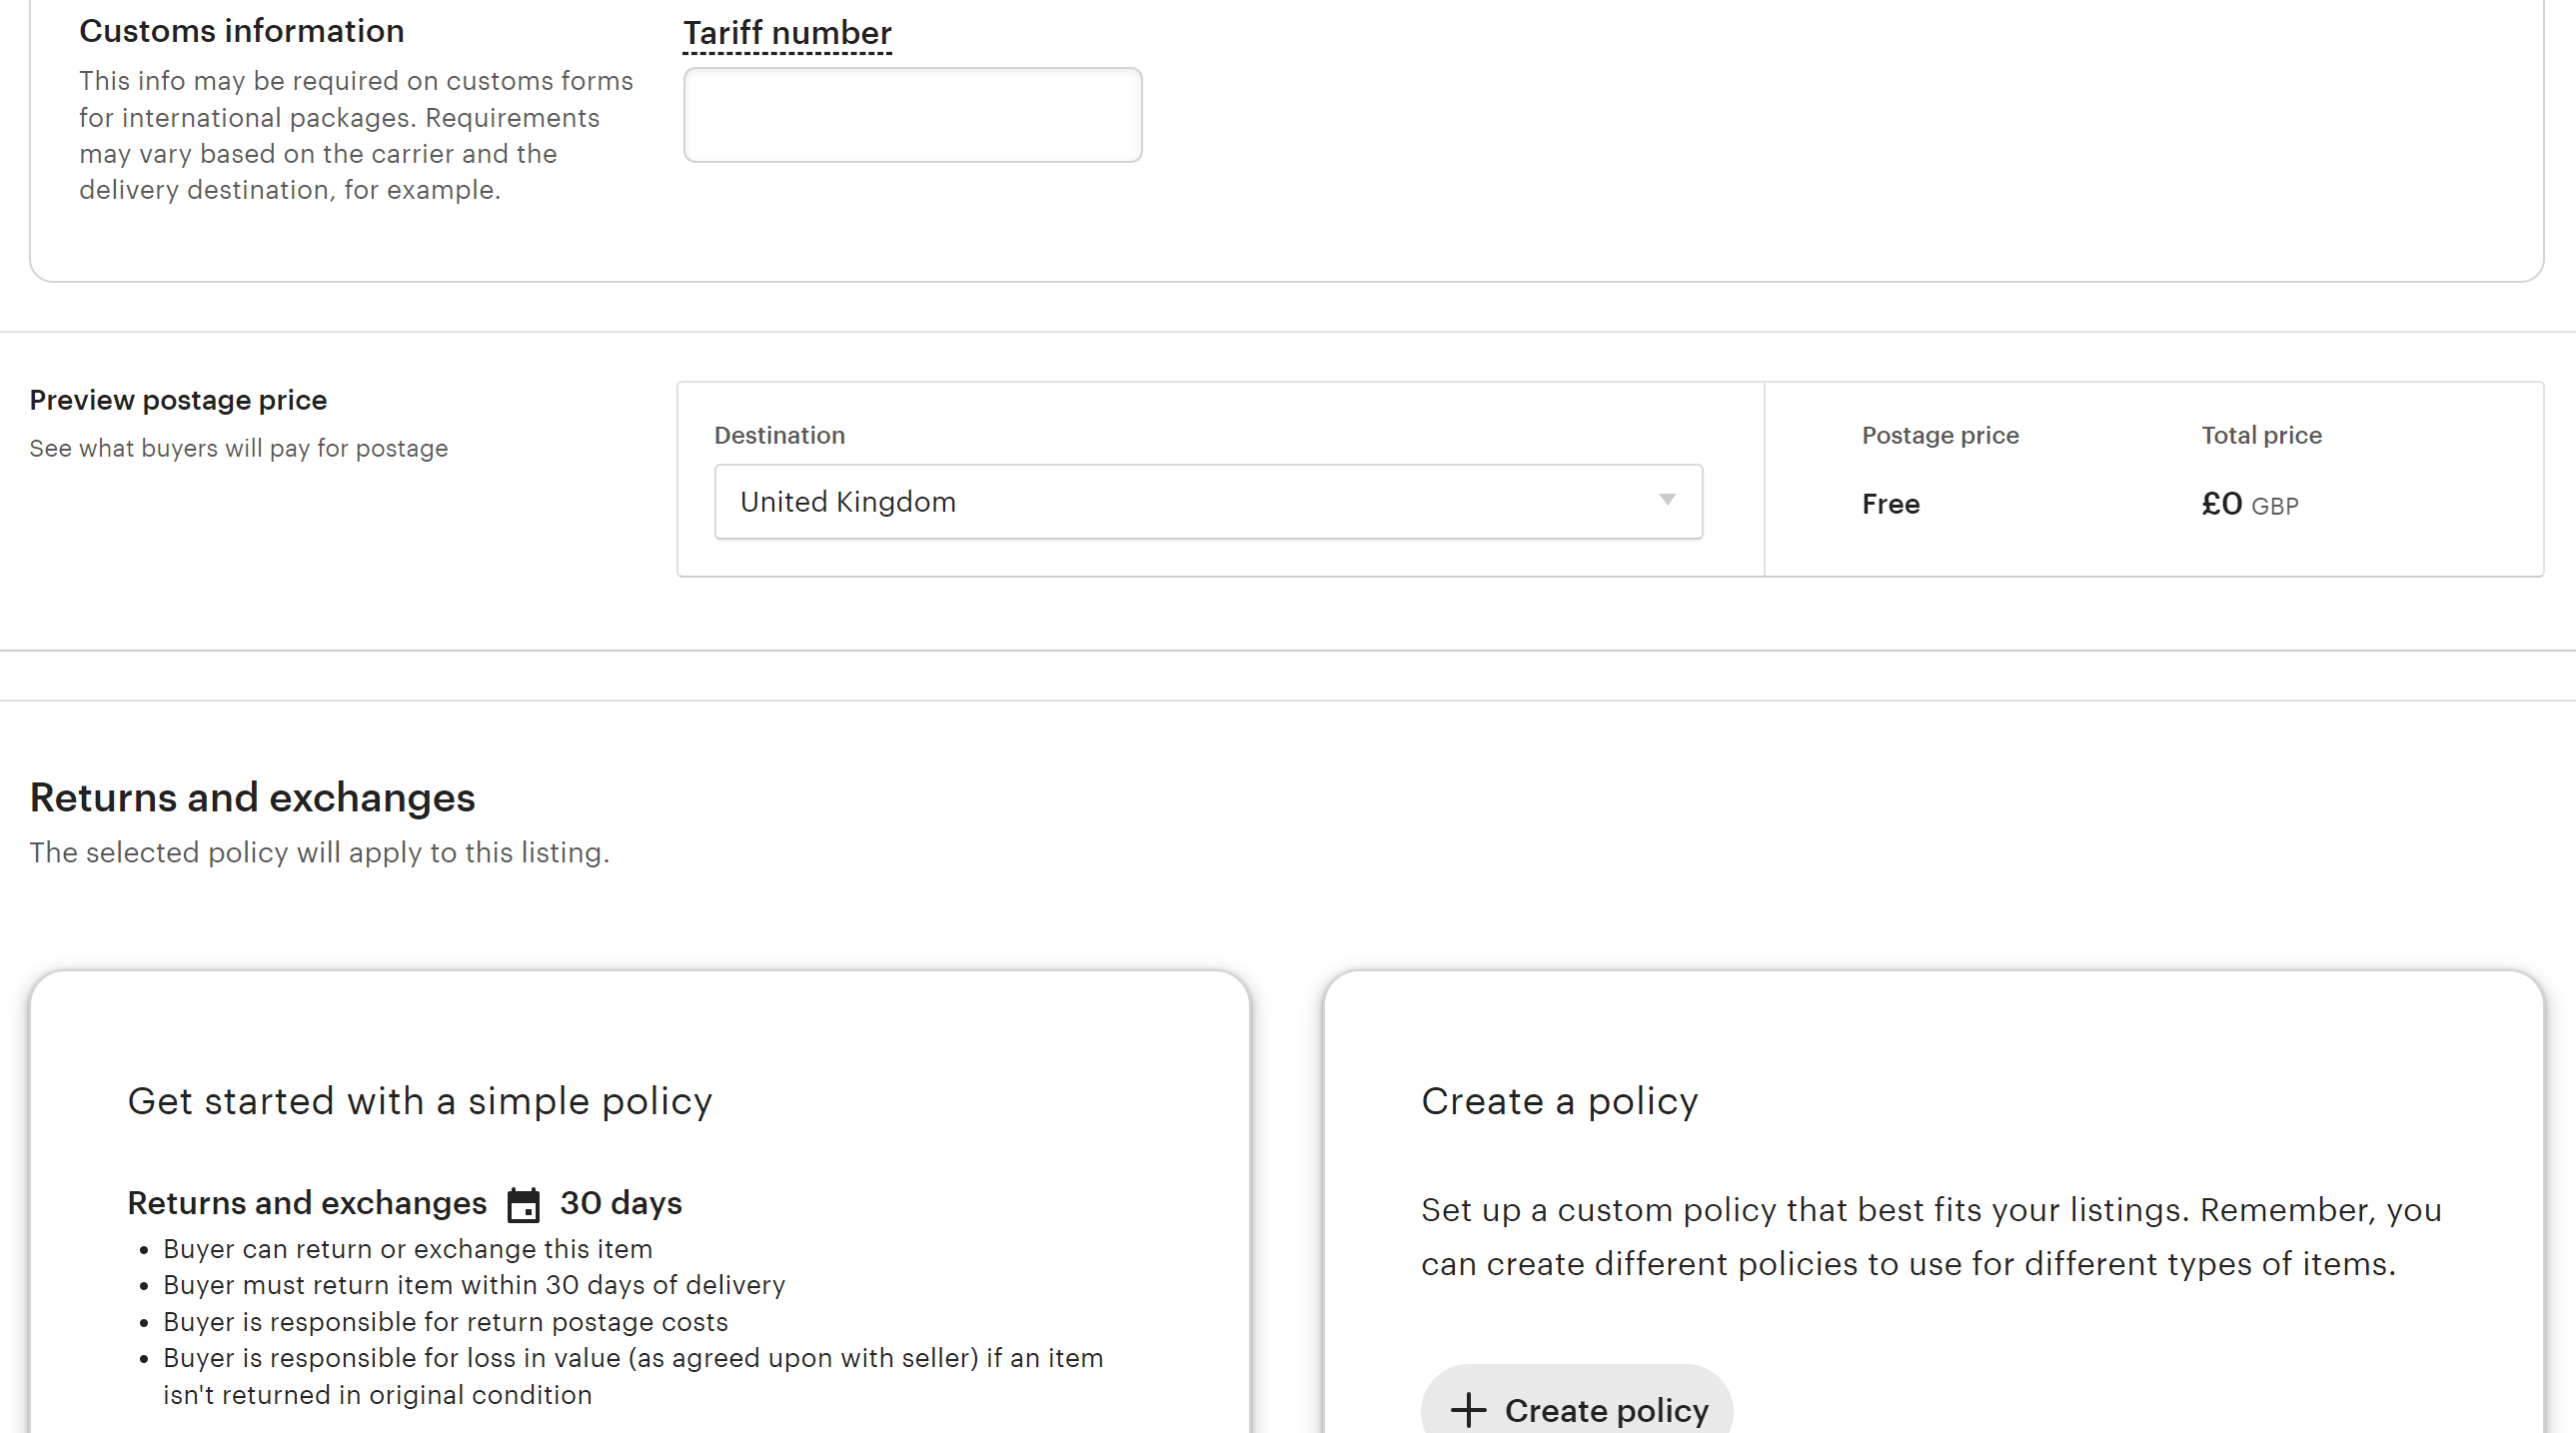 Customs information
Tariff number
This info may be required on customs forms
for international packages. Requirements
may vary based on the carrier and the
delivery destination, for example.
Preview postage price
See what buyers will pay for postage
Destination
United Kingdom
Postage price
Total price
Free
£0 GBP
Returns and exchanges
The selected policy will apply to this listing.
Get started with a simple policy
Returns and exchanges 30 days
• Buyer can return or exchange this item
• Buyer must return item within 30 days of delivery
• Buyer is responsible for return postage costs
• Buyer is responsible for loss in value (as agreed upon with seller) if an item
isn't returned in original condition
Create a policy
Set up a custom policy that best fits your listings. Remember, you
can create different policies to use for different types of items.
+ Create policy